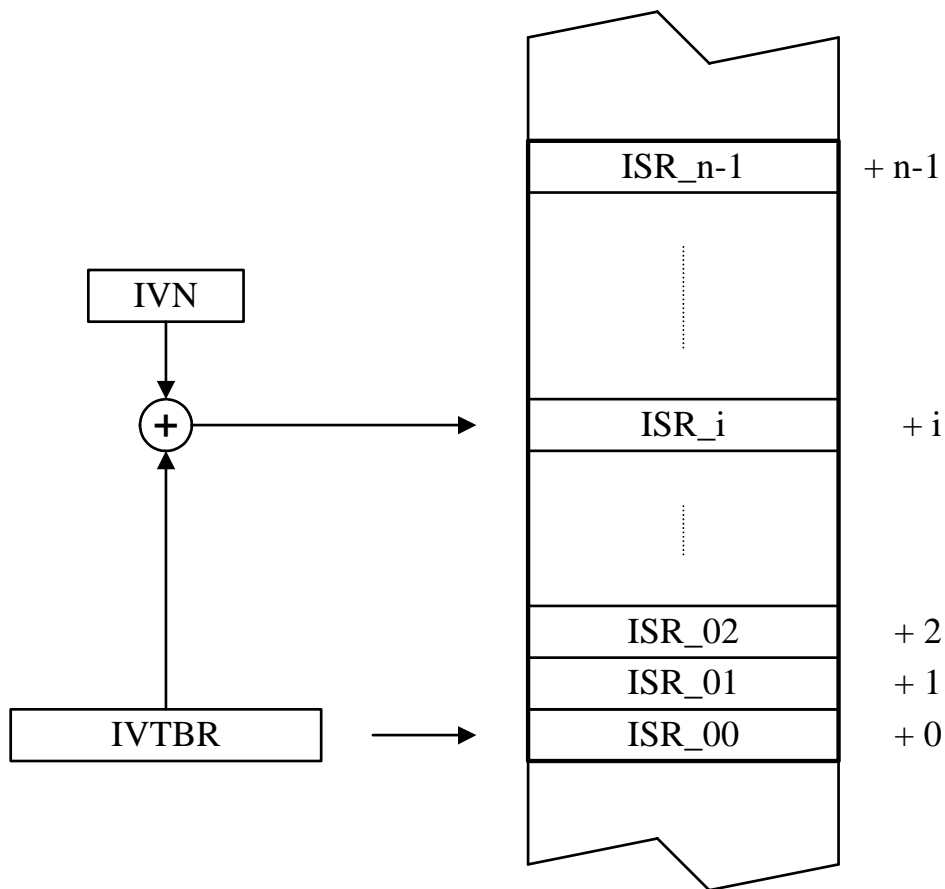 ISR_n-1 + n-1
IVN
+
ISR_i + i
ISR_02 + 2
ISR_01 + 1
IVTBR
ISR_00 + 0